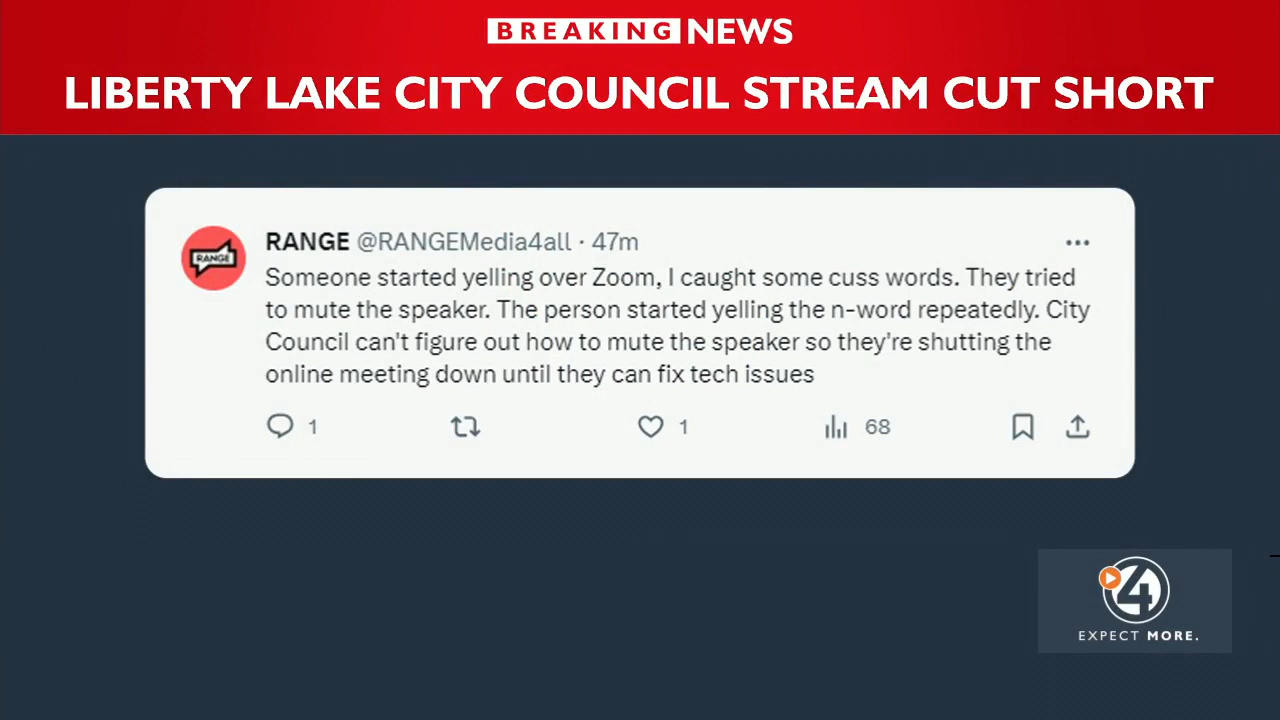 BREAKING NEWS
LIBERTY LAKE CITY COUNCIL STREAM CUT SHORT
RANGE
RANGE @RANGEMedia4all · 47m
Someone started yelling over Zoom, I caught some cuss words. They tried
to mute the speaker. The person started yelling the n-word repeatedly. City
Council can't figure out how to mute the speaker so they're shutting the
online meeting down until they can fix tech issues
1 1 68
4
EXPECT MORE.